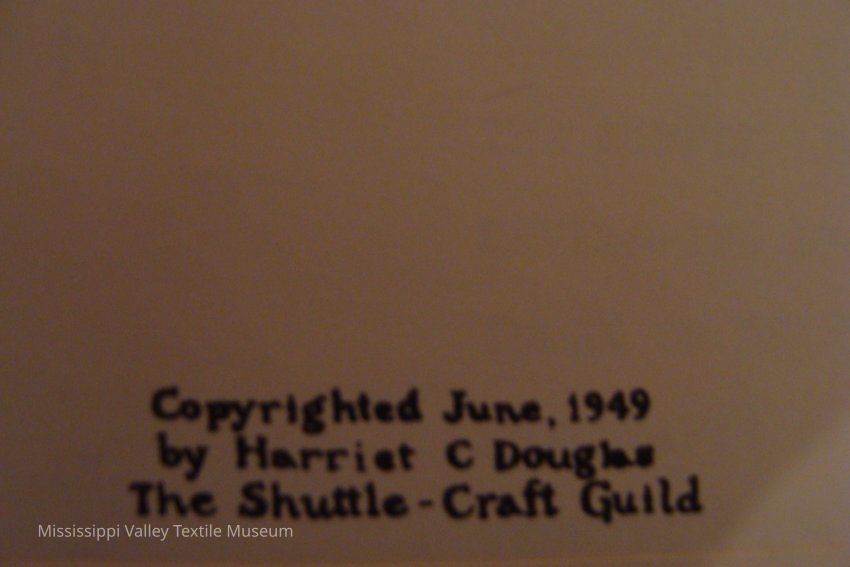 Copyrighted June, 1949
by Harriet C Douglas
The Shuttle-Craft Guild
Mississippi Valley Textile Museum